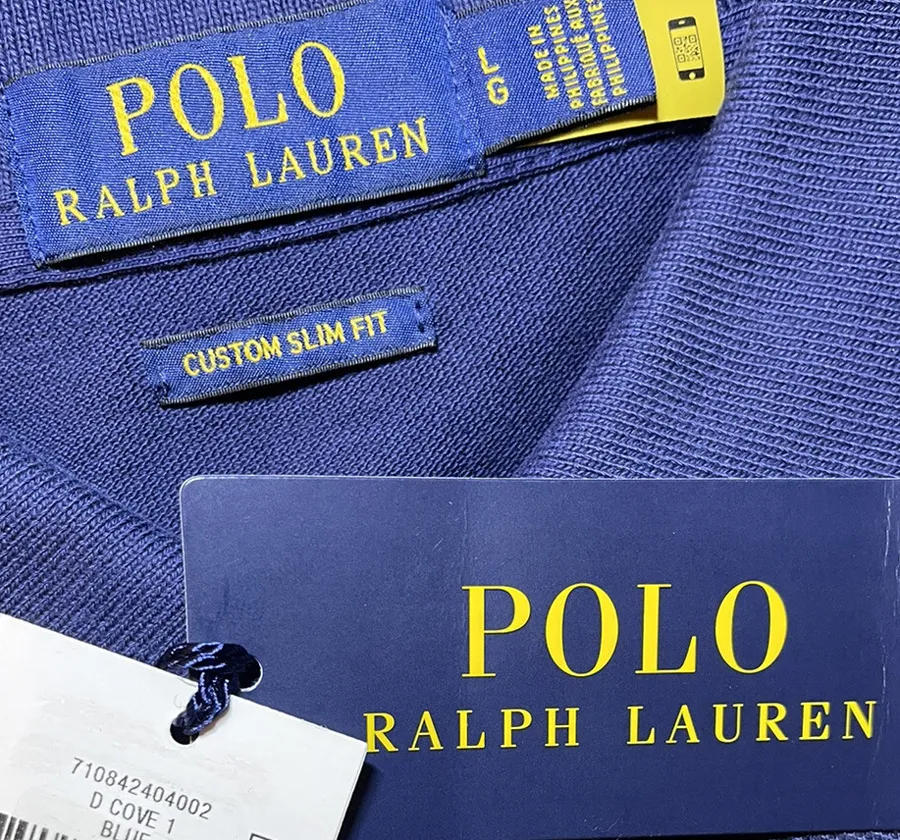 POLO
RALPH LAUREN
L
G
MADE IN
PHILIPPINES
FABRIQUÉ AUX
PHILIPPINES
CUSTOM SLIM FIT
POLO
RALPH LAUREN
710842404002
D COVE 1
BLUE